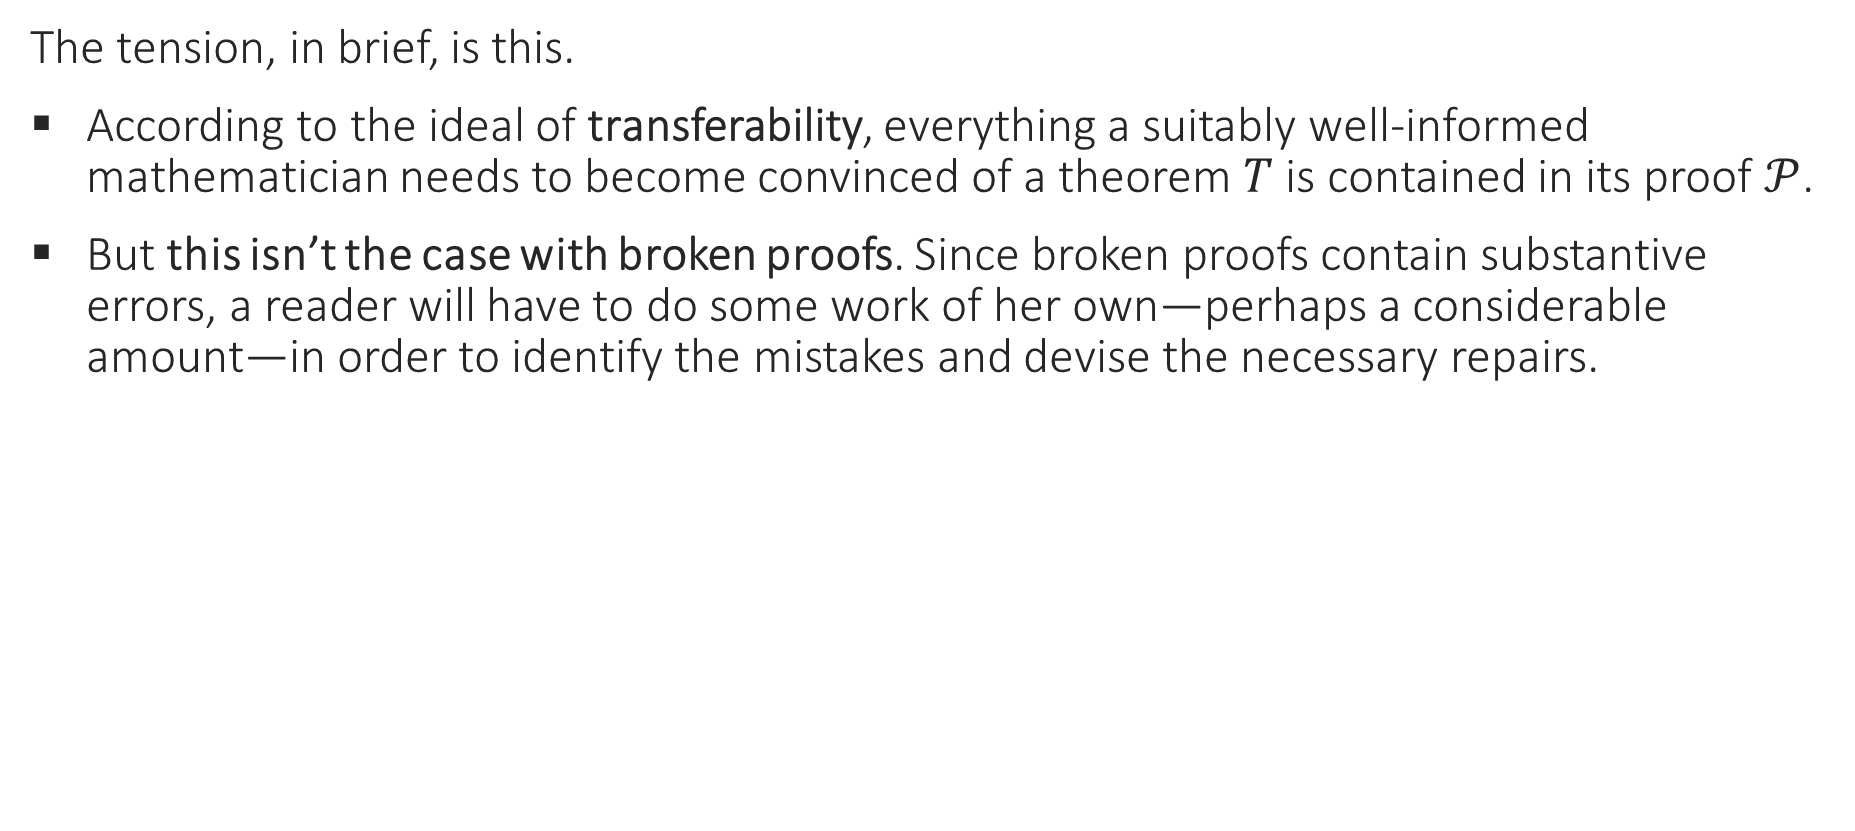 The tension, in brief, is this.
▪ According to the ideal of transferability, everything a suitably well-informed
mathematician needs to become convinced of a theorem 𝑇 is contained in its proof 𝒫.
▪ But this isn’t the case with broken proofs. Since broken proofs contain substantive
errors, a reader will have to do some work of her own—perhaps a considerable
amount—in order to identify the mistakes and devise the necessary repairs.